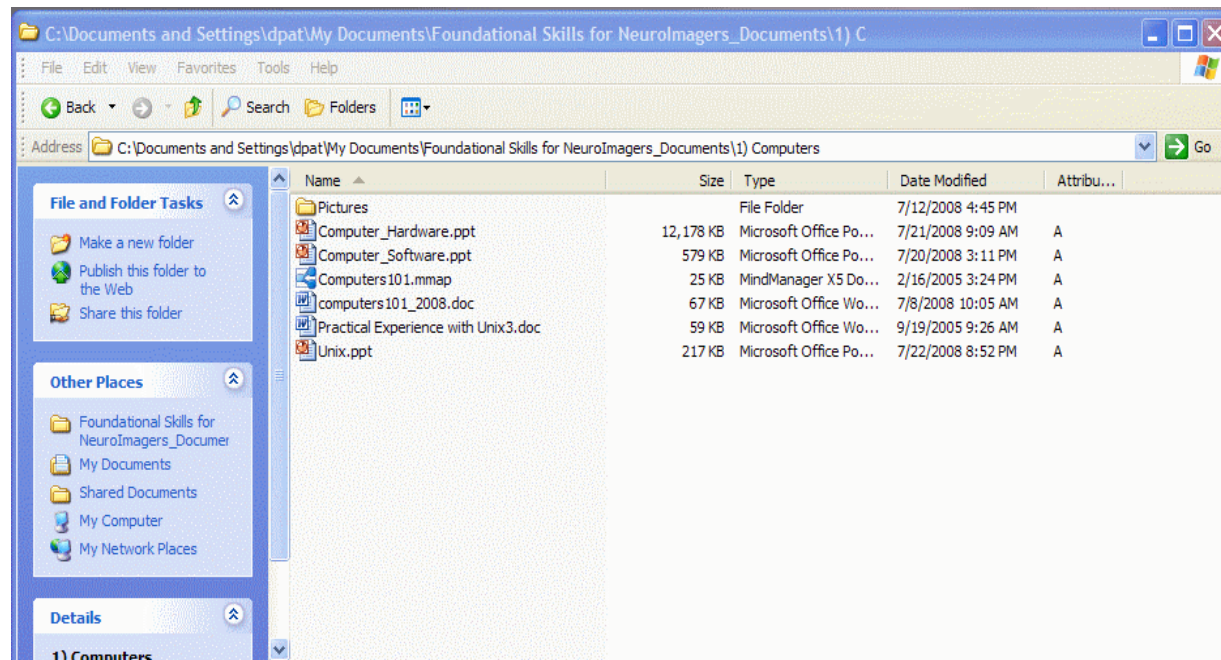 C:\Documents and Settings\dpat\My Documents\Foundational Skills for NeuroImagers_Documents\1) C
File Edit View Favorites Tools Help
Back Search Folders
Address C:\Documents and Settings\dpat\My Documents\Foundational Skills for NeuroImagers_Documents\1) Computers Go
File and Folder Tasks
Make a new folder
Publish this folder to
the Web
Share this folder
Other Places
Foundational Skills for
NeuroImagers_Documer
My Documents
Shared Documents
My Computer
My Network Places
Details
1) Computers
Name Size Type Date Modified Attribu...
Pictures File Folder 7/12/2008 4:45 PM
Computer_Hardware.ppt 12,178 KB Microsoft Office Po... 7/21/2008 9:09 AM A
Computer_Software.ppt 579 KB Microsoft Office Po... 7/20/2008 3:11 PM A
Computers101.mmap 25 KB MindManager X5 Do... 2/16/2005 3:24 PM A
computers101_2008.doc 67 KB Microsoft Office Wo... 7/8/2008 10:05 AM A
Practical Experience with Unix3.doc 59 KB Microsoft Office Wo... 9/19/2005 9:26 AM A
Unix.ppt 217 KB Microsoft Office Po... 7/22/2008 8:52 PM A